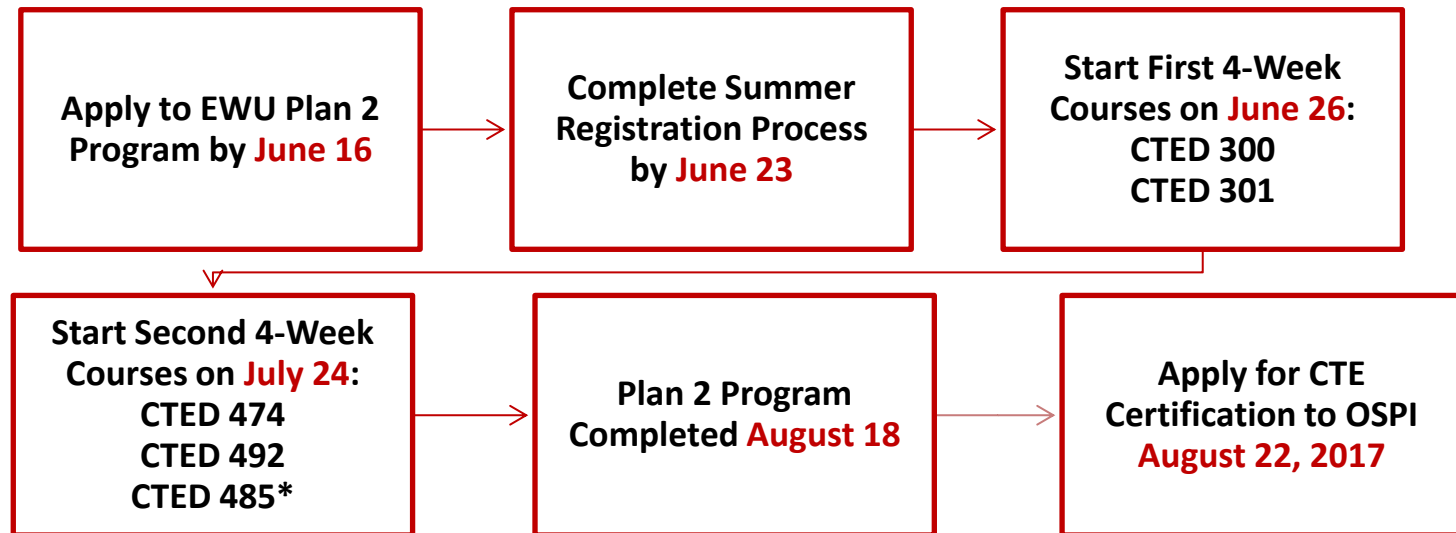 Apply to EWU Plan 2
Program by June 16
Complete Summer
Registration Process
by June 23
Start First 4-Week
Courses on June 26:
CTED 300
CTED 301
Start Second 4-Week
Courses on July 24:
CTED 474
CTED 492
CTED 485*
Plan 2 Program
Completed August 18
Apply for CTE
Certification to OSPI
August 22, 2017